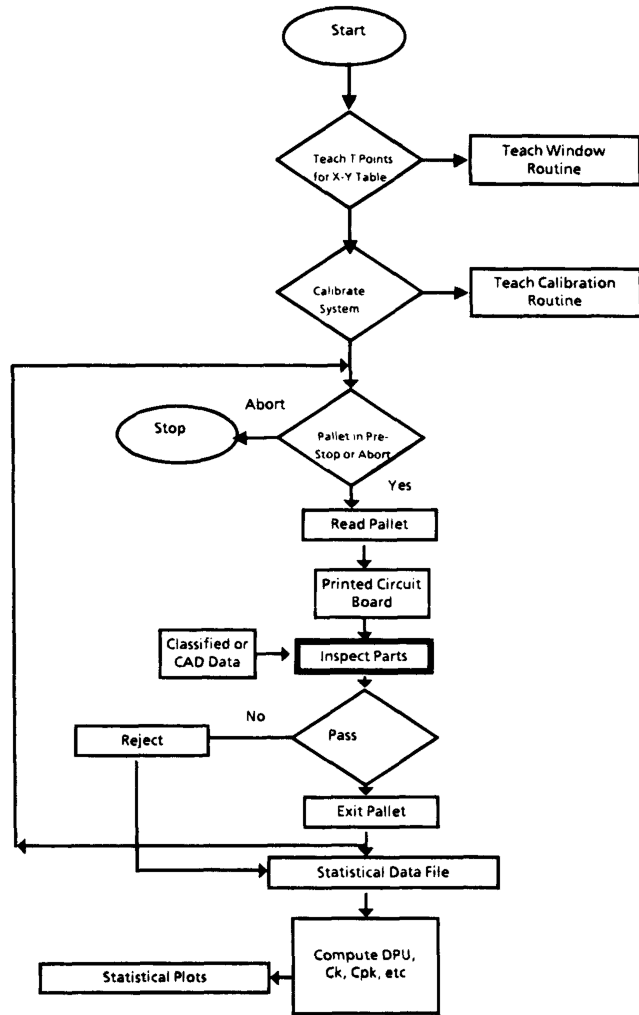 Start
Teach T Points
for X-Y Table
Teach Window
Routine
Calibrate
System
Teach Calibration
Routine
Abort
Stop
Pallet in Pre-
Stop or Abort
Yes
Read Pallet
Printed Circuit
Board
Classified or
CAD Data
Inspect Parts
No
Pass
Reject
Exit Pallet
Statistical Data File
Compute DPU,
Ck, Cpk, etc
Statistical Plots